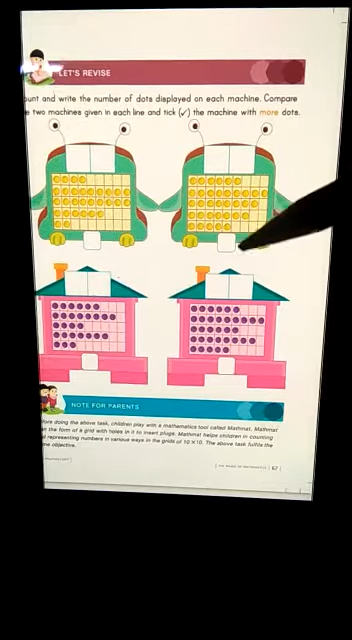 LET'S REVISE
unt and write the number of dots displayed on each machine. Compare
e two machines given in each line and tick (✓) the machine with more dots.
NOTE FOR PARENTS
fore doing the above task, children play with a mathematics tool called Mathmat. Mathmat
the form of a grid with holes in it to insert plugs. Mathmat helps children in counting
representing numbers in various ways in the grids of 10 X 10. The above task fulfils the
me objective.
67